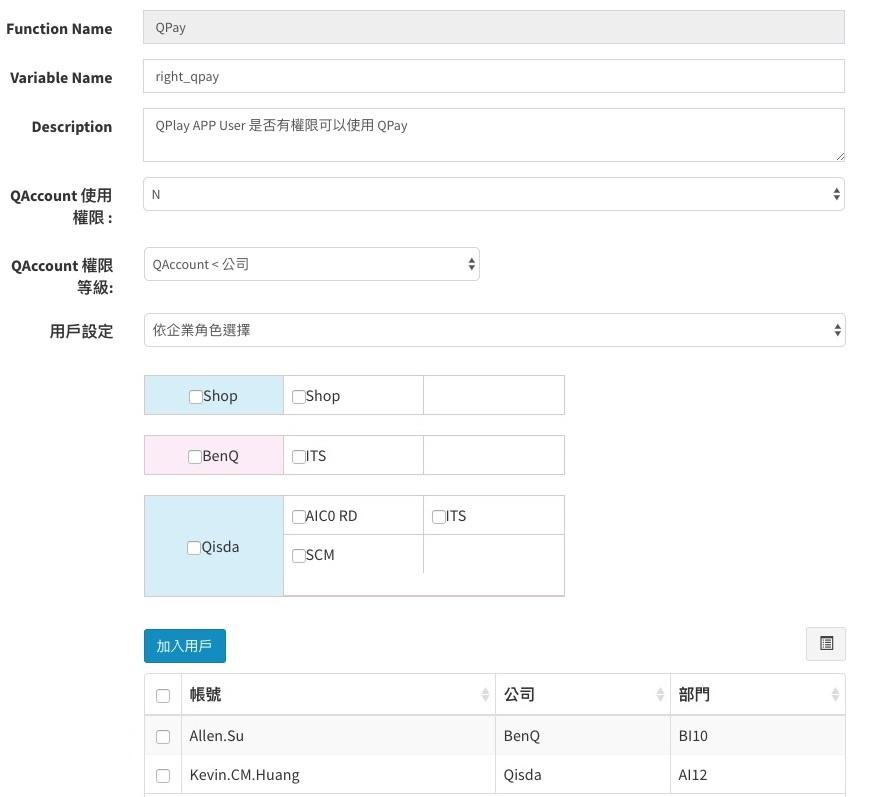 Function Name QPay
Variable Name right_qpay
Description QPlay APP User 是否有權限可以使用 QPay
QAccount 使用 N
權限 :
QAccount 權限 QAccount < 公司
等級:
用戶設定 依企業角色選擇
Shop Shop
BenQ ITS
Qisda AIC0 RD ITS
SCM
加入用戶
帳號 公司 部門
Allen.Su BenQ BI10
Kevin.CM.Huang Qisda AI12